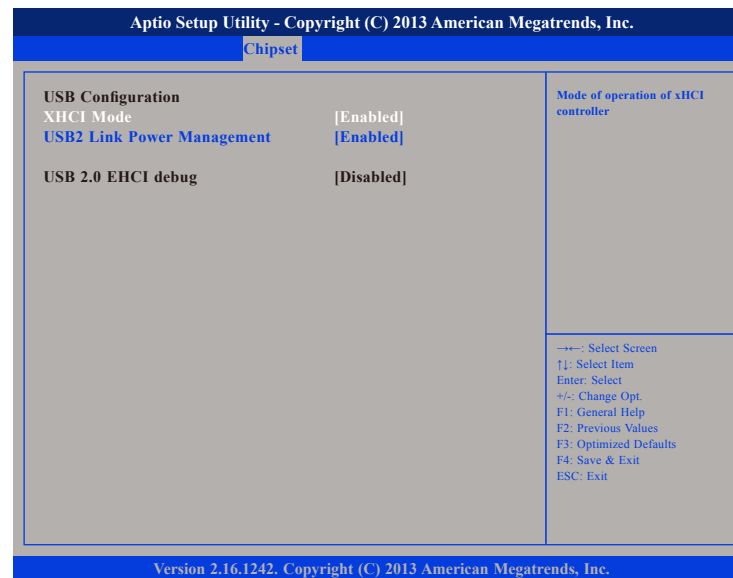 Aptio Setup Utility - Copyright (C) 2013 American Megatrends, Inc.
Chipset
USB Configuration
XHCI Mode [Enabled]
USB2 Link Power Management [Enabled]
USB 2.0 EHCI debug [Disabled]
Mode of operation of xHCI
controller
→←: Select Screen
↑↓: Select Item
Enter: Select
+/-: Change Opt.
F1: General Help
F2: Previous Values
F3: Optimized Defaults
F4: Save & Exit
ESC: Exit
Version 2.16.1242. Copyright (C) 2013 American Megatrends, Inc.